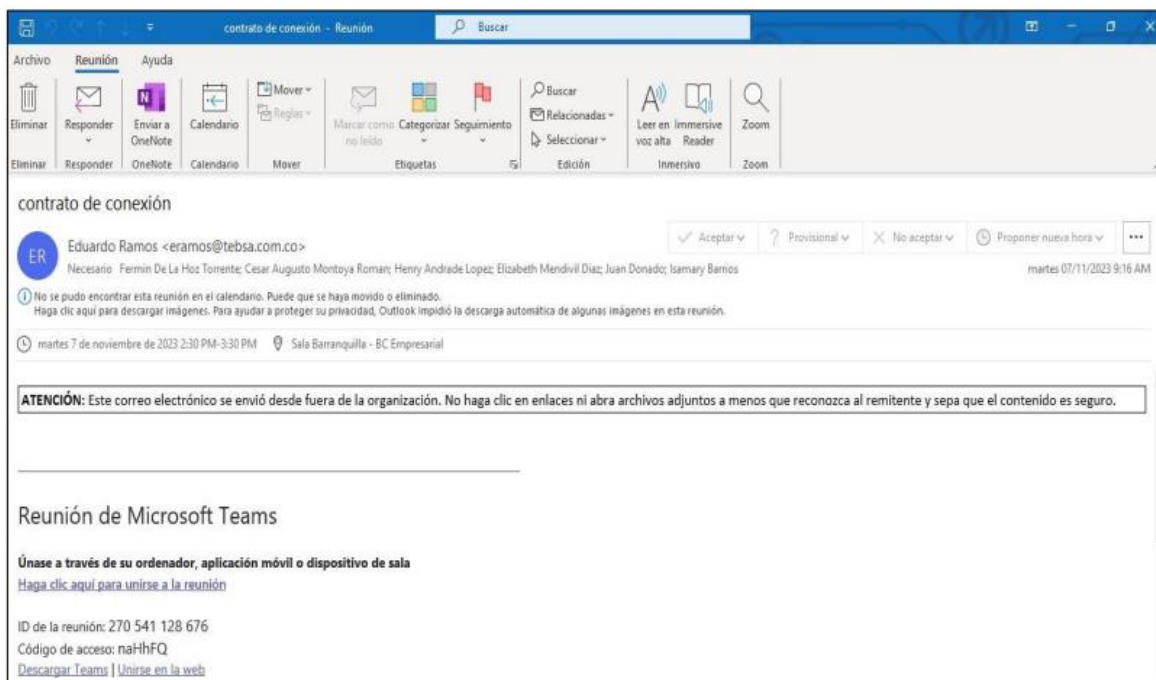 contrato de conexión - Reunión
Buscar
Archivo Reunión Ayuda
Eliminar
Responder
Enviar a OneNote
Calendario
Mover
Reglas
Marcar como no leído
Categorizar
Seguimiento
Buscar
Relacionadas
Seleccionar
Leer en voz alta
Immersive Reader
Zoom
Eliminar Responder OneNote Calendario Mover Etiquetas Edición Inmersivo Zoom
contrato de conexión
ER
Eduardo Ramos <eramos@tebsa.com.co>
Aceptar Provisional No aceptar Proponer nueva hora
Necesario Fermin De La Hoz Torrente; Cesar Augusto Montoya Roman; Henry Andrade Lopez; Elizabeth Mendivil Diaz; Juan Donado; Isamary Barrios
martes 07/11/2023 9:16 AM
No se pudo encontrar esta reunión en el calendario. Puede que se haya movido o eliminado.
Haga clic aquí para descargar imágenes. Para ayudar a proteger su privacidad, Outlook impidió la descarga automática de algunas imágenes en esta reunión.
martes 7 de noviembre de 2023 2:30 PM-3:30 PM Sala Barranquilla - BC Empresarial
ATENCIÓN: Este correo electrónico se envió desde fuera de la organización. No haga clic en enlaces ni abra archivos adjuntos a menos que reconozca al remitente y sepa que el contenido es seguro.
Reunión de Microsoft Teams
Únase a través de su ordenador, aplicación móvil o dispositivo de sala
Haga clic aquí para unirse a la reunión
ID de la reunión: 270 541 128 676
Código de acceso: naHhFQ
Descargar Teams | Unirse en la web